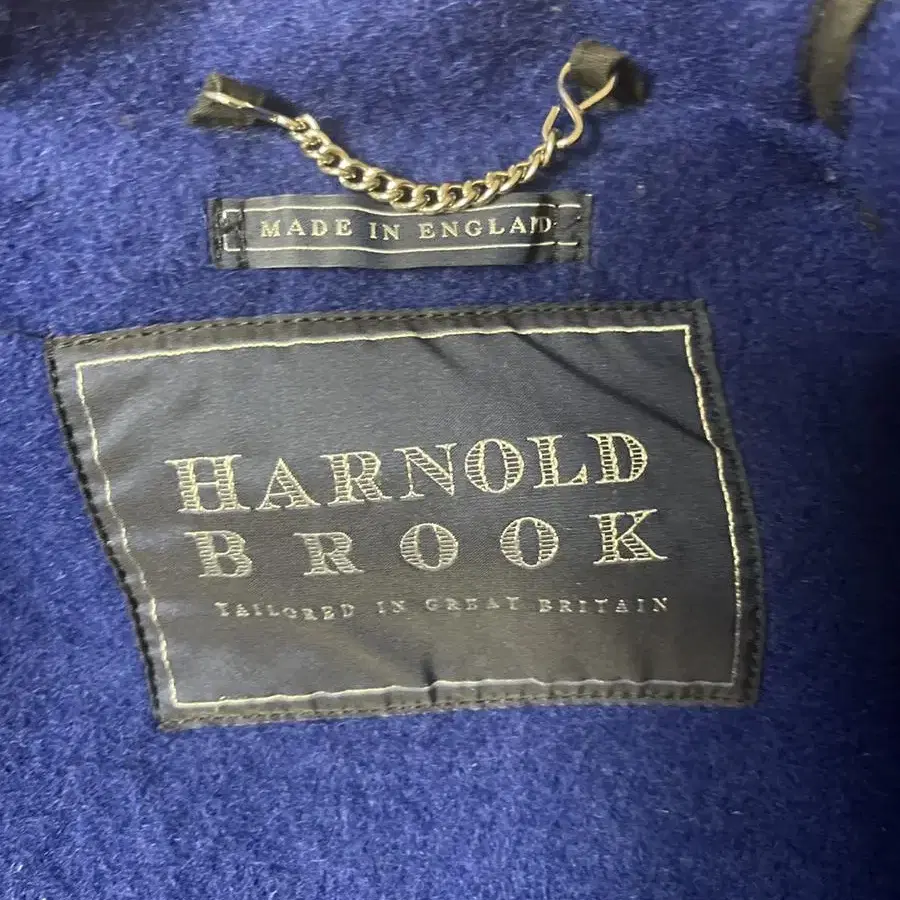 MADE IN ENGLAND
HARNOLD
BROOK
TAILORED IN GREAT BRITAIN